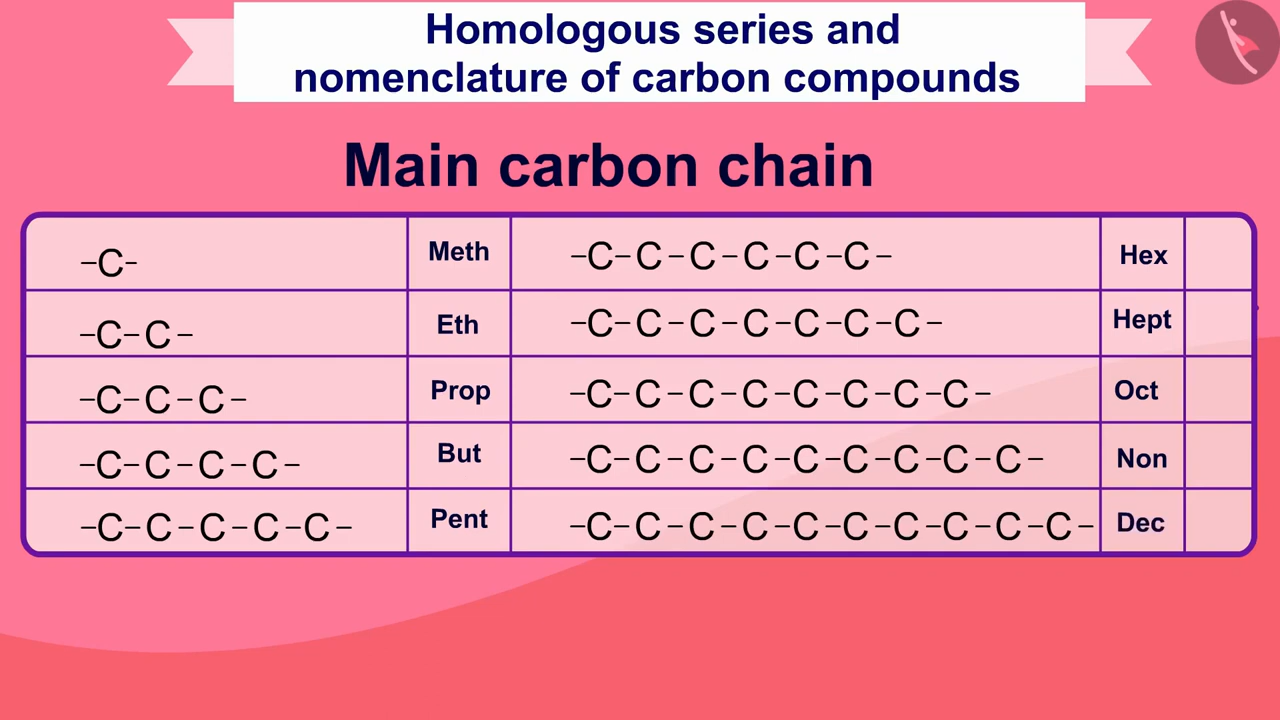 Homologous series and
nomenclature of carbon compounds
Main carbon chain
–C– Meth –C–C–C–C–C–C– Hex
–C–C– Eth –C–C–C–C–C–C–C– Hept
–C–C–C– Prop –C–C–C–C–C–C–C–C– Oct
–C–C–C–C– But –C–C–C–C–C–C–C–C–C– Non
–C–C–C–C–C– Pent –C–C–C–C–C–C–C–C–C–C– Dec